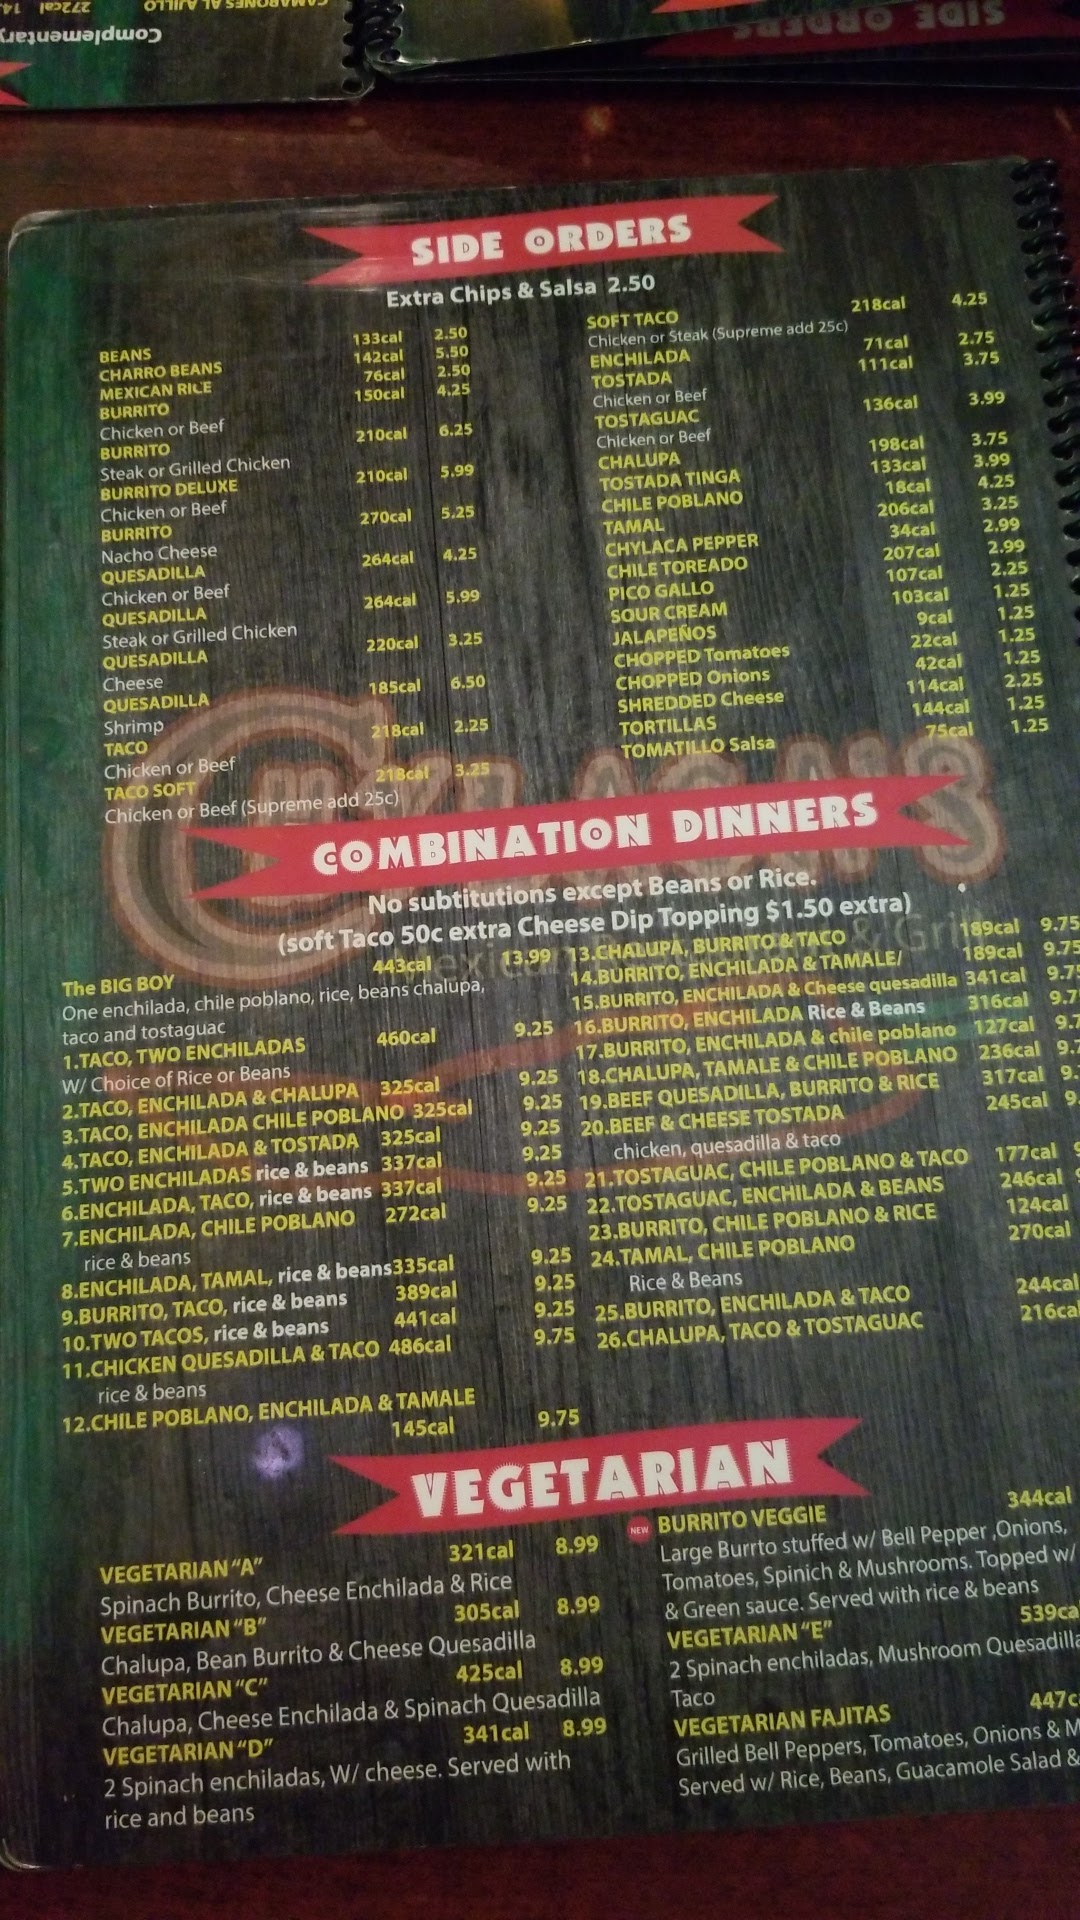 CAMARONES AL AJILLO 272cal 14.
Complementary
SIDE ORDERS
SIDE ORDERS
Extra Chips & Salsa 2.50
BEANS 133cal 2.50
CHARRO BEANS 142cal 5.50
MEXICAN RICE 76cal 2.50
BURRITO 150cal 4.25
Chicken or Beef
BURRITO 210cal 6.25
Steak or Grilled Chicken
BURRITO DELUXE 210cal 5.99
Chicken or Beef
BURRITO 270cal 5.25
Nacho Cheese
QUESADILLA 264cal 4.25
Chicken or Beef
QUESADILLA 264cal 5.99
Steak or Grilled Chicken
QUESADILLA 220cal 3.25
Cheese
QUESADILLA 185cal 6.50
Shrimp
TACO 218cal 2.25
Chicken or Beef
TACO SOFT 218cal 3.25
Chicken or Beef (Supreme add 25c)
SOFT TACO 218cal 4.25
Chicken or Steak (Supreme add 25c)
ENCHILADA 71cal 2.75
TOSTADA 111cal 3.75
Chicken or Beef
TOSTAGUAC 136cal 3.99
Chicken or Beef
CHALUPA 198cal 3.75
TOSTADA TINGA 133cal 3.99
CHILE POBLANO 18cal 4.25
TAMAL 206cal 3.25
CHYLACA PEPPER 34cal 2.99
CHILE TOREADO 207cal 2.99
PICO GALLO 107cal 2.25
SOUR CREAM 103cal 1.25
JALAPEÑOS 9cal 1.25
CHOPPED Tomatoes 22cal 1.25
CHOPPED Onions 42cal 1.25
SHREDDED Cheese 114cal 2.25
TORTILLAS 144cal 1.25
TOMATILLO Salsa 75cal 1.25
COMBINATION DINNERS
No subtitutions except Beans or Rice.
(soft Taco 50c extra Cheese Dip Topping $1.50 extra)
The BIG BOY 443cal 13.99
One enchilada, chile poblano, rice, beans chalupa,
taco and tostaguac
1.TACO, TWO ENCHILADAS 460cal 9.25
W/ Choice of Rice or Beans
2.TACO, ENCHILADA & CHALUPA 325cal 9.25
3.TACO, ENCHILADA CHILE POBLANO 325cal 9.25
4.TACO, ENCHILADA & TOSTADA 325cal 9.25
5.TWO ENCHILADAS rice & beans 337cal 9.25
6.ENCHILADA, TACO, rice & beans 337cal 9.25
7.ENCHILADA, CHILE POBLANO 272cal 9.25
rice & beans
8.ENCHILADA, TAMAL, rice & beans 335cal 9.25
9.BURRITO, TACO, rice & beans 389cal 9.25
10.TWO TACOS, rice & beans 441cal 9.25
11.CHICKEN QUESADILLA & TACO 486cal 9.75
rice & beans
12.CHILE POBLANO, ENCHILADA & TAMALE
145cal 9.75
13.CHALUPA, BURRITO & TACO 189cal 9.75
14.BURRITO, ENCHILADA & TAMALE/ 189cal 9.75
15.BURRITO, ENCHILADA & Cheese quesadilla 341cal 9.75
16.BURRITO, ENCHILADA Rice & Beans 316cal 9.7
17.BURRITO, ENCHILADA & chile poblano 127cal 9.7
18.CHALUPA, TAMALE & CHILE POBLANO 236cal 9.7
19.BEEF QUESADILLA, BURRITO & RICE 317cal 9.
20.BEEF & CHEESE TOSTADA 245cal 9.
chicken, quesadilla & taco
21.TOSTAGUAC, CHILE POBLANO & TACO 177cal
22.TOSTAGUAC, ENCHILADA & BEANS 246cal
23.BURRITO, CHILE POBLANO & RICE 124cal
24.TAMAL, CHILE POBLANO 270cal
Rice & Beans
25.BURRITO, ENCHILADA & TACO 244cal
26.CHALUPA, TACO & TOSTAGUAC 216cal
VEGETARIAN
VEGETARIAN "A" 321cal 8.99
Spinach Burrito, Cheese Enchilada & Rice
VEGETARIAN "B" 305cal 8.99
Chalupa, Bean Burrito & Cheese Quesadilla
VEGETARIAN "C" 425cal 8.99
Chalupa, Cheese Enchilada & Spinach Quesadilla
VEGETARIAN "D" 341cal 8.99
2 Spinach enchiladas, W/ cheese. Served with
rice and beans
NEW BURRITO VEGGIE 344cal
Large Burrto stuffed w/ Bell Pepper ,Onions,
Tomatoes, Spinich & Mushrooms. Topped w/
& Green sauce. Served with rice & beans
VEGETARIAN "E" 539ca
2 Spinach enchiladas, Mushroom Quesadilla
Taco
VEGETARIAN FAJITAS 447c
Grilled Bell Peppers, Tomatoes, Onions & M
Served w/ Rice, Beans, Guacamole Salad &